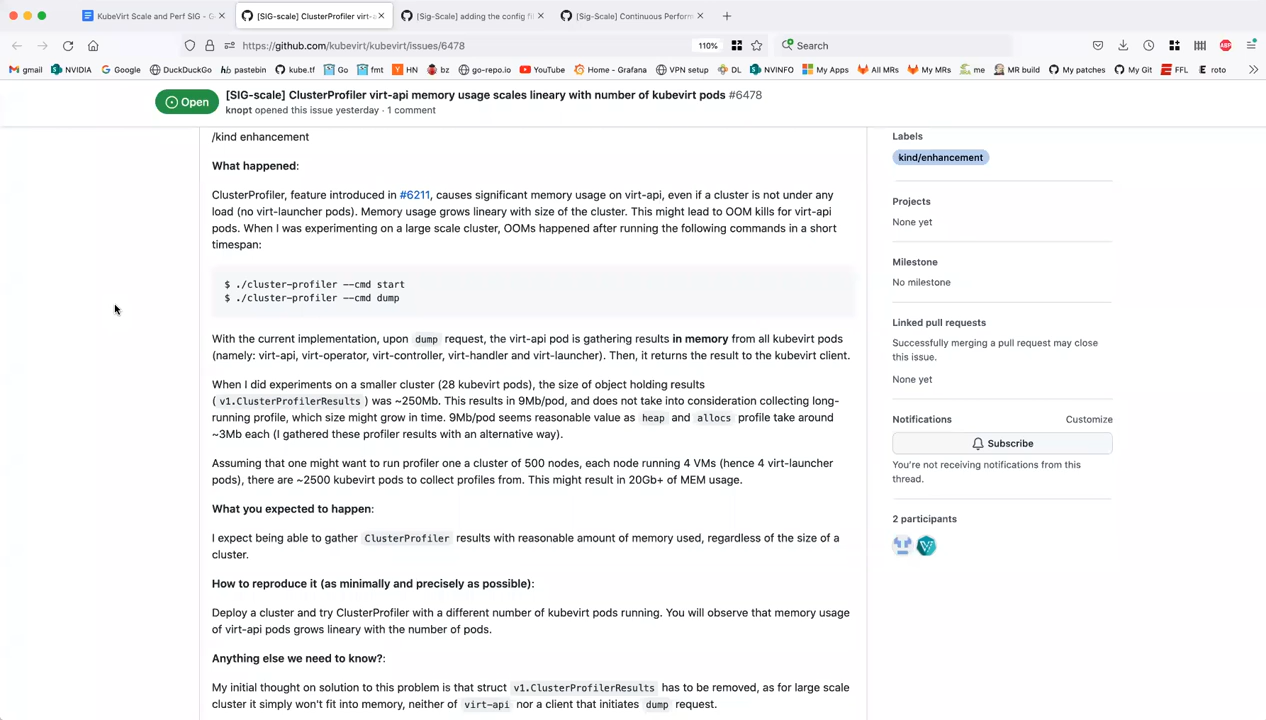 KubeVirt Scale and Perf SIG - G
[SIG-scale] ClusterProfiler virt-a
[Sig-Scale] adding the config fi
[Sig-Scale] Continuous Perform
https://github.com/kubevirt/kubevirt/issues/6478
110%
Search
gmail NVIDIA Google DuckDuckGo pastebin kube.tf Go fmt HN bz go-repo.io YouTube Home - Grafana VPN setup DL NVINFO My Apps All MRs My MRs me MR build My patches My Git FFL roto
Open
[SIG-scale] ClusterProfiler virt-api memory usage scales lineary with number of kubevirt pods #6478
knopt opened this issue yesterday · 1 comment
/kind enhancement
What happened:
ClusterProfiler, feature introduced in #6211, causes significant memory usage on virt-api, even if a cluster is not under any
load (no virt-launcher pods). Memory usage grows lineary with size of the cluster. This might lead to OOM kills for virt-api
pods. When I was experimenting on a large scale cluster, OOMs happened after running the following commands in a short
timespan:
$ ./cluster-profiler --cmd start
$ ./cluster-profiler --cmd dump
With the current implementation, upon dump request, the virt-api pod is gathering results in memory from all kubevirt pods
(namely: virt-api, virt-operator, virt-controller, virt-handler and virt-launcher). Then, it returns the result to the kubevirt client.
When I did experiments on a smaller cluster (28 kubevirt pods), the size of object holding results
(v1.ClusterProfilerResults) was ~250Mb. This results in 9Mb/pod, and does not take into consideration collecting long-
running profile, which size might grow in time. 9Mb/pod seems reasonable value as heap and allocs profile take around
~3Mb each (I gathered these profiler results with an alternative way).
Assuming that one might want to run profiler one a cluster of 500 nodes, each node running 4 VMs (hence 4 virt-launcher
pods), there are ~2500 kubevirt pods to collect profiles from. This might result in 20Gb+ of MEM usage.
What you expected to happen:
I expect being able to gather ClusterProfiler results with reasonable amount of memory used, regardless of the size of a
cluster.
How to reproduce it (as minimally and precisely as possible):
Deploy a cluster and try ClusterProfiler with a different number of kubevirt pods running. You will observe that memory usage
of virt-api pods grows lineary with the number of pods.
Anything else we need to know?:
My initial thought on solution to this problem is that struct v1.ClusterProfilerResults has to be removed, as for large scale
cluster it simply won't fit into memory, neither of virt-api nor a client that initiates dump request.
Labels
kind/enhancement
Projects
None yet
Milestone
No milestone
Linked pull requests
Successfully merging a pull request may close
this issue.
None yet
Notifications Customize
Subscribe
You're not receiving notifications from this
thread.
2 participants